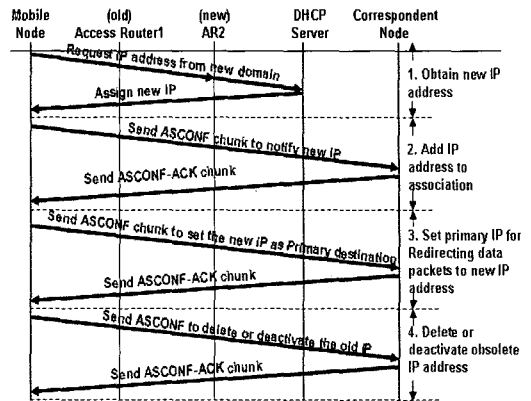 Mobile Node
(old) Access Router1
(new) AR2
DHCP Server
Correspondent Node
Request IP address from new domain
Assign new IP
1. Obtain new IP
address
Send ASCONF chunk to notify new IP
Send ASCONF-ACK chunk
2. Add IP
address to
association
Send ASCONF chunk to set the new IP as Primary destination
Send ASCONF-ACK chunk
3. Set primary IP for
Redirecting data
packets to new IP
address
Send ASCONF to delete or deactivate the old IP
Send ASCONF-ACK chunk
4. Delete or
deactivate obsolete
IP address